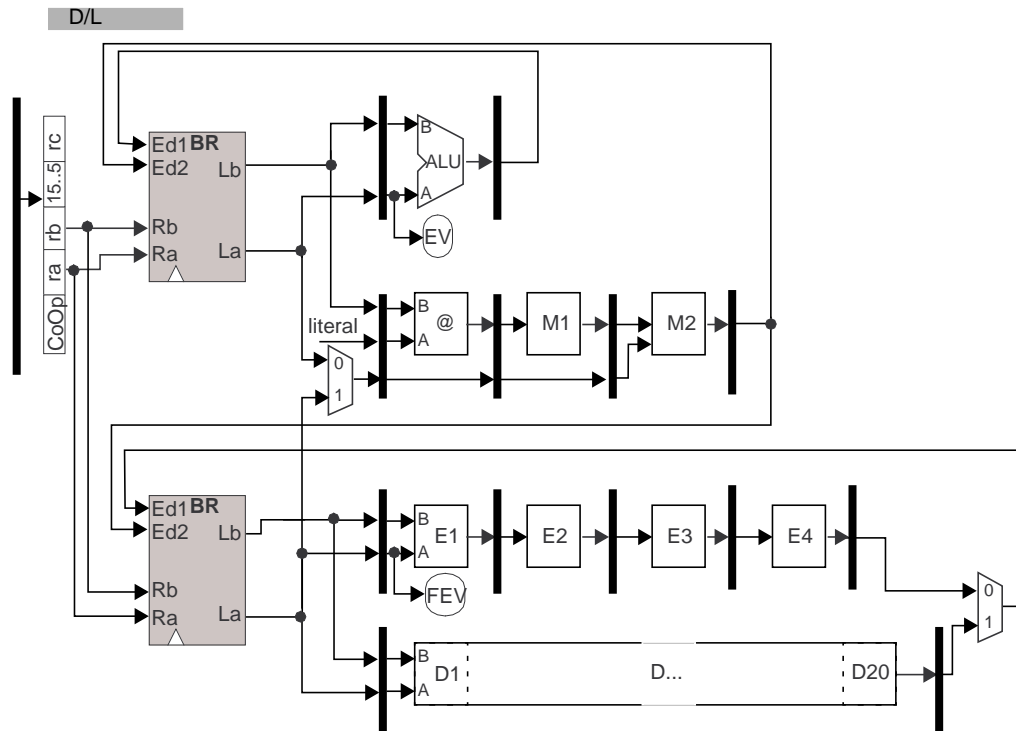 D/L
CoOp ra rb 15..5 rc
Ed1 BR
Ed2
Lb
Rb
Ra
La
B
ALU
A
EV
literal
0
1
B
@
A
M1
M2
Ed1 BR
Ed2
Lb
Rb
Ra
La
B
E1
A
E2
E3
E4
FEV
0
1
B
D1
A
D...
D20